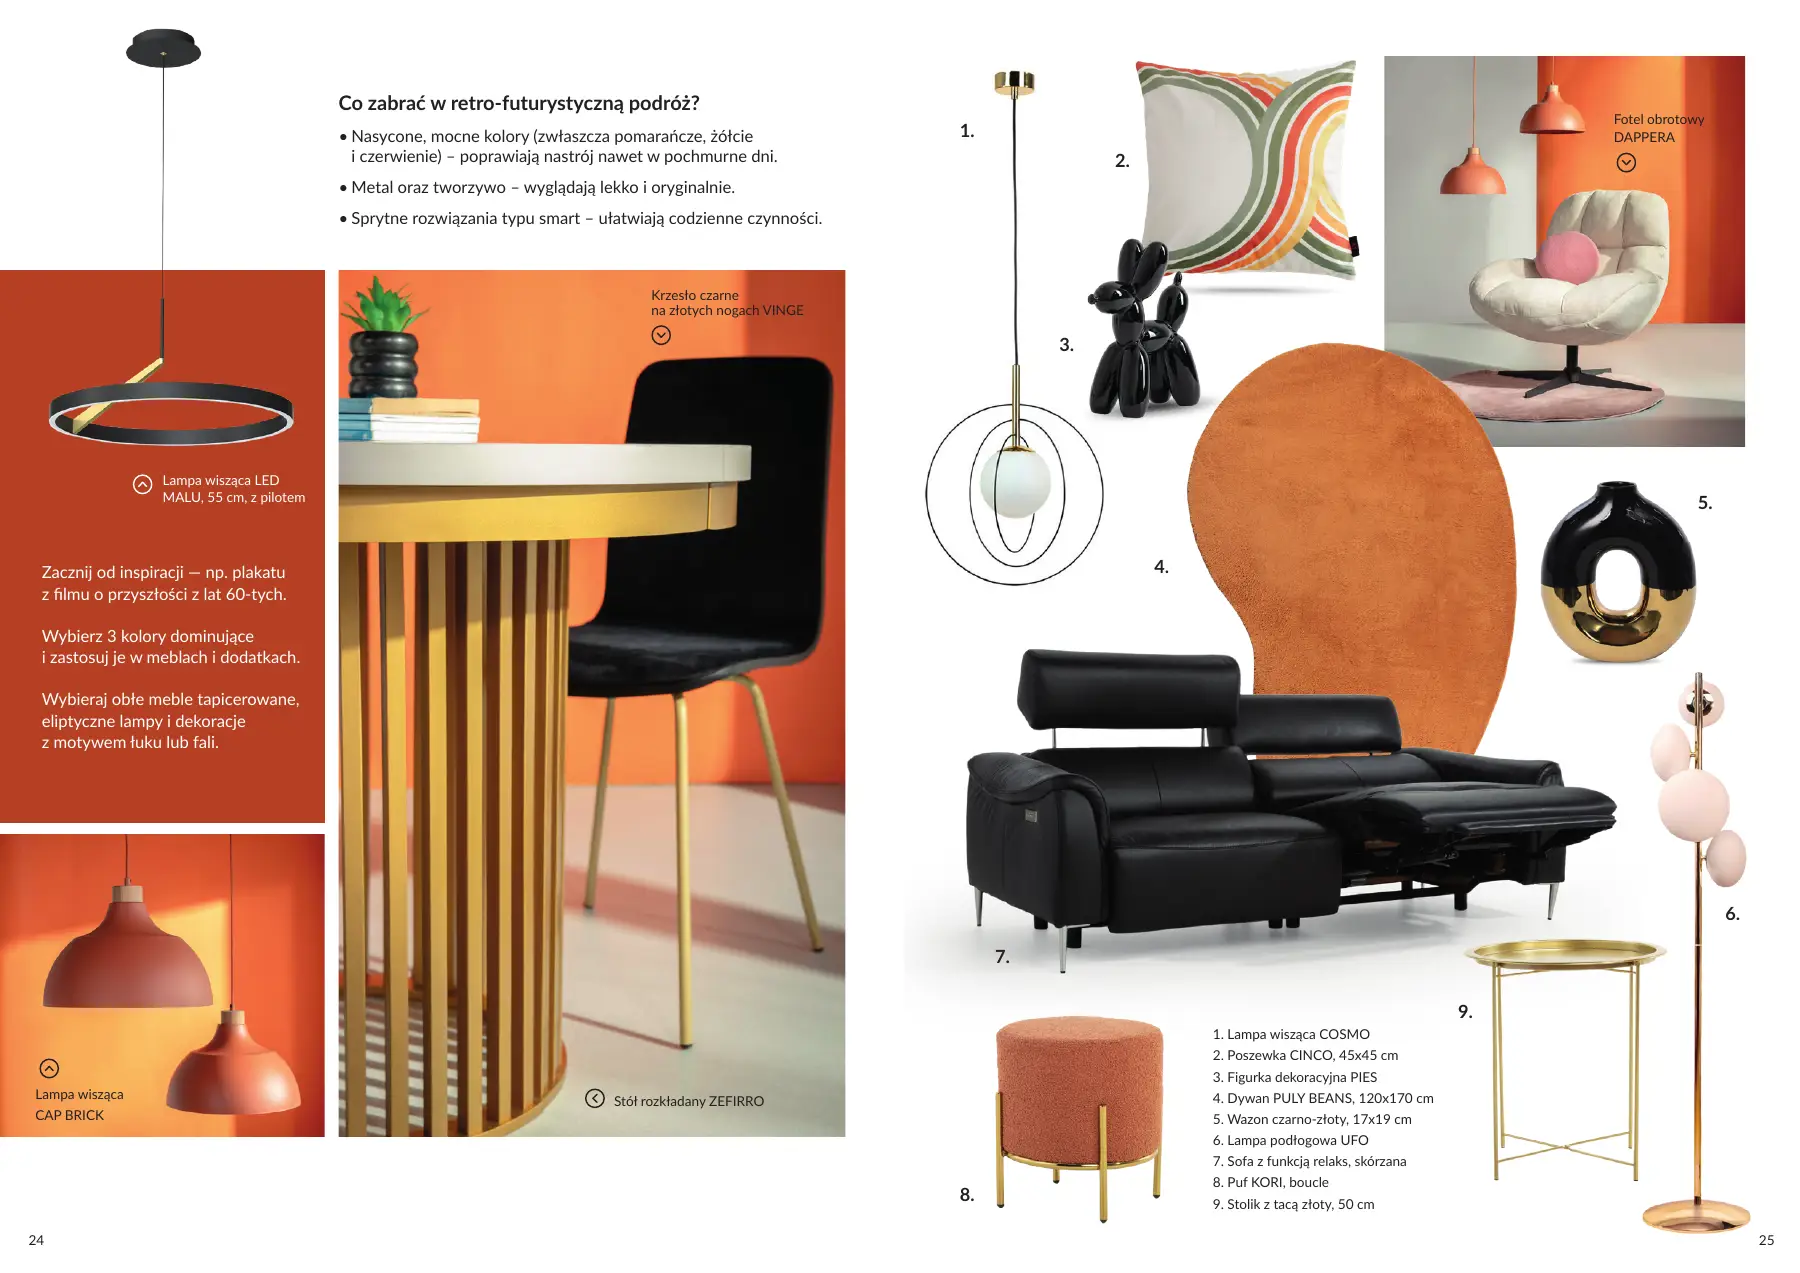 Co zabrać w retro-futurystyczną podróż?
• Nasycone, mocne kolory (zwłaszcza pomarańcze, żółcie
i czerwienie) – poprawiają nastrój nawet w pochmurne dni.
• Metal oraz tworzywo – wyglądają lekko i oryginalnie.
• Sprytne rozwiązania typu smart – ułatwiają codzienne czynności.
Lampa wisząca LED
MALU, 55 cm, z pilotem
Zacznij od inspiracji — np. plakatu
z filmu o przyszłości z lat 60-tych.
Wybierz 3 kolory dominujące
i zastosuj je w meblach i dodatkach.
Wybieraj obłe meble tapicerowane,
eliptyczne lampy i dekoracje
z motywem łuku lub fali.
Lampa wisząca
CAP BRICK
Krzesło czarne
na złotych nogach VINGE
Stół rozkładany ZEFIRRO
24
1.
2.
Fotel obrotowy
DAPPERA
3.
4.
5.
6.
7.
8.
9.
1. Lampa wisząca COSMO
2. Poszewka CINCO, 45x45 cm
3. Figurka dekoracyjna PIES
4. Dywan PULY BEANS, 120x170 cm
5. Wazon czarno-złoty, 17x19 cm
6. Lampa podłogowa UFO
7. Sofa z funkcją relaks, skórzana
8. Puf KORI, boucle
9. Stolik z tacą złoty, 50 cm
25